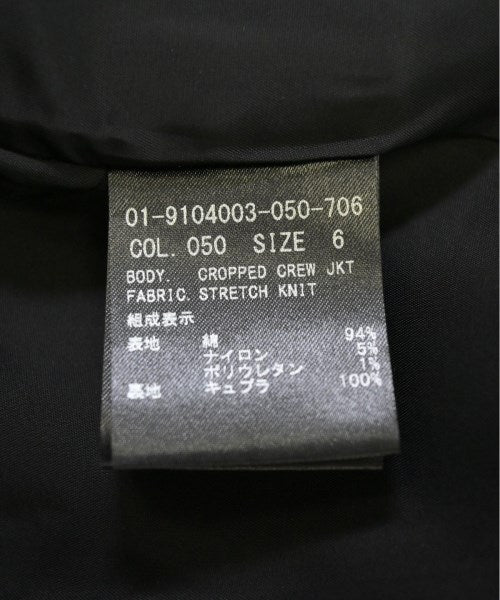 01-9104003-050-706
COL. 050 SIZE 6
BODY. CROPPED CREW JKT
FABRIC. STRETCH KNIT
組成表示
表地 綿 94%
ナイロン 5%
ポリウレタン 1%
裏地 キュプラ 100%